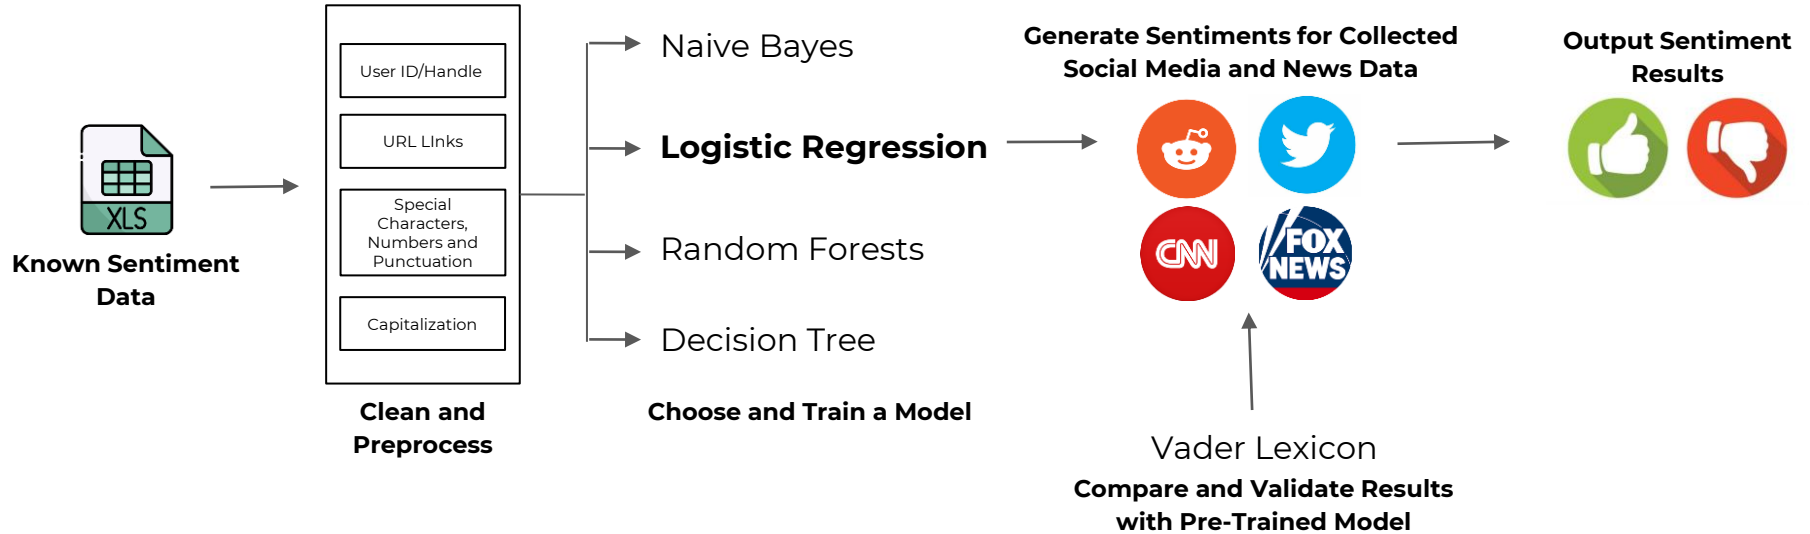 XLS
Known Sentiment
Data
User ID/Handle
URL LInks
Special
Characters,
Numbers and
Punctuation
Capitalization
Clean and
Preprocess
Naive Bayes
Logistic Regression
Random Forests
Decision Tree
Choose and Train a Model
Generate Sentiments for Collected
Social Media and News Data
CNN
FOX
NEWS
Vader Lexicon
Compare and Validate Results
with Pre-Trained Model
Output Sentiment
Results